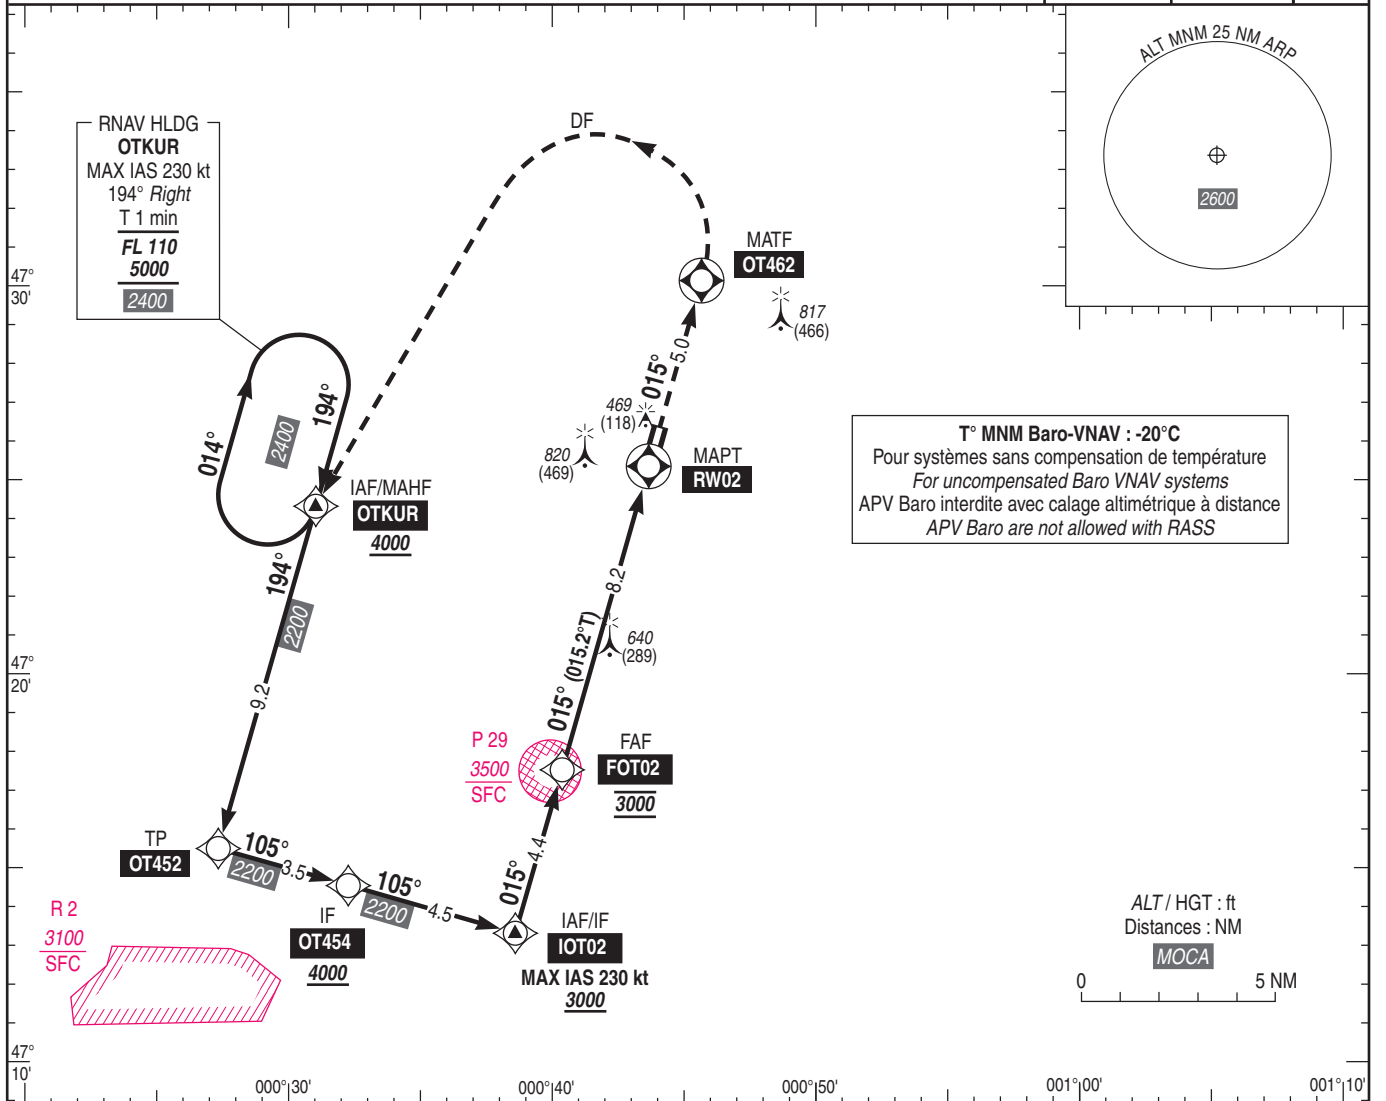 ALT MNM 25 NM ARP
2600
DF
RNAV HLDG
OTKUR
MAX IAS 230 kt
194° Right
T 1 min
FL 110
5000
2400
MATF
OT462
817
(466)
47°
30'
015°
5.0
469
(118)
820
(469)
MAPT
RW02
194°
014°
2400
IAF/MAHF
OTKUR
4000
T° MNM Baro-VNAV : -20°C
Pour systèmes sans compensation de température
For uncompensated Baro VNAV systems
APV Baro interdite avec calage altimétrique à distance
APV Baro are not allowed with RASS
194°
2200
9.2
8.2
015° (015.2°T)
640
(289)
47°
20'
P 29
3500
SFC
FAF
FOT02
3000
TP
OT452
105°
3.5
2200
105°
4.5
2200
015°
4.4
IF
OT454
4000
IAF/IF
IOT02
MAX IAS 230 kt
3000
R 2
3100
SFC
ALT / HGT : ft
Distances : NM
MOCA
0
5 NM
47°
10'
000°30'
000°40'
000°50'
001°00'
001°10'